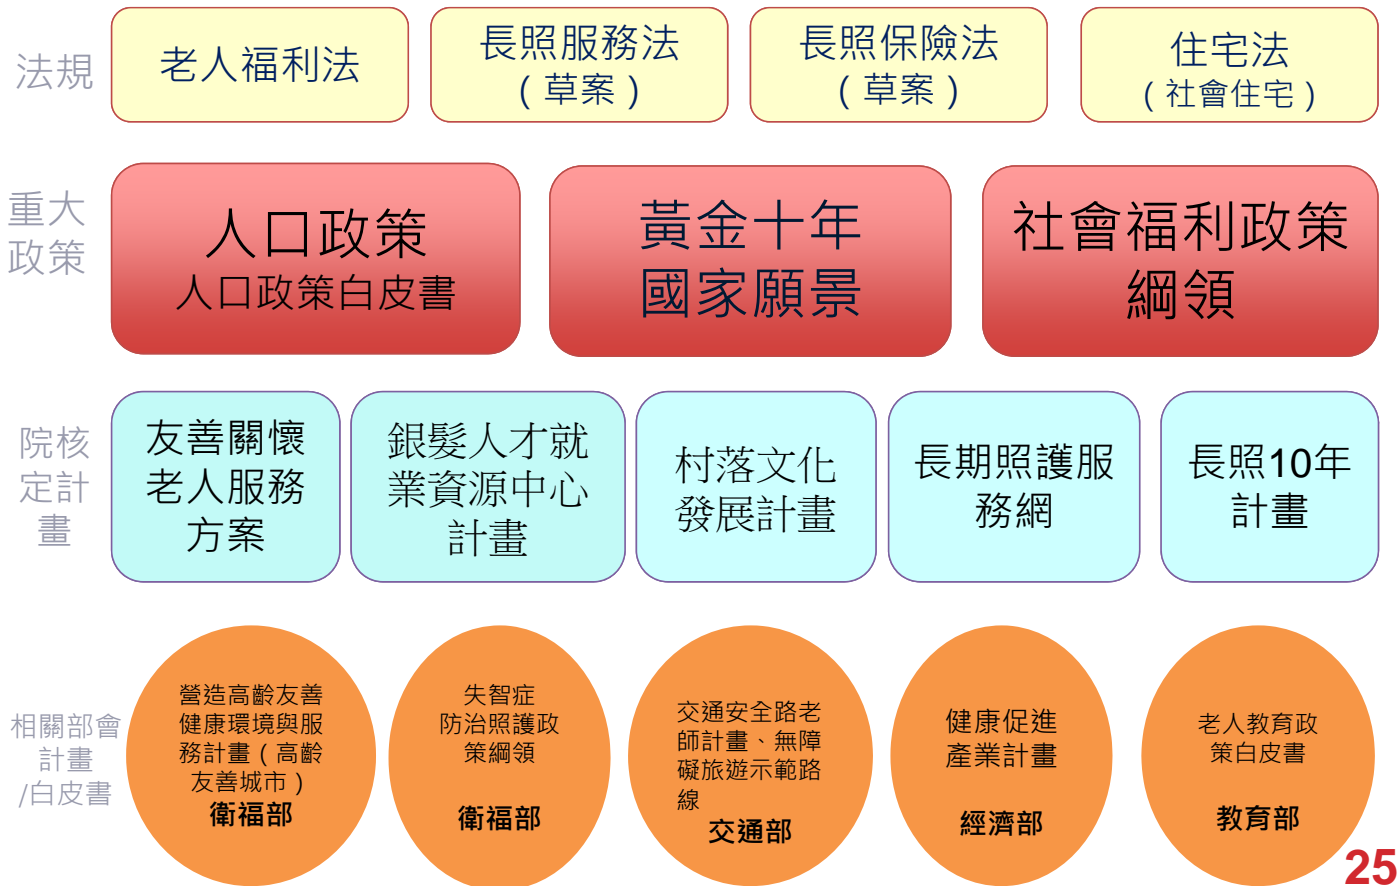 法規
老人福利法
長照服務法
（草案）
長照保險法
（草案）
住宅法
（社會住宅）
重大
政策
人口政策
人口政策白皮書
黃金十年
國家願景
社會福利政策
綱領
院核
定計
畫
友善關懷
老人服務
方案
銀髮人才就
業資源中心
計畫
村落文化
發展計畫
長期照護服
務網
長照10年
計畫
相關部會
計畫
/白皮書
營造高齡友善
健康環境與服
務計畫（高齡
友善城市）
衛福部
失智症
防治照護政
策綱領
衛福部
交通安全路老
師計畫、無障
礙旅遊示範路
線
交通部
健康促進
產業計畫
經濟部
老人教育政
策白皮書
教育部
25